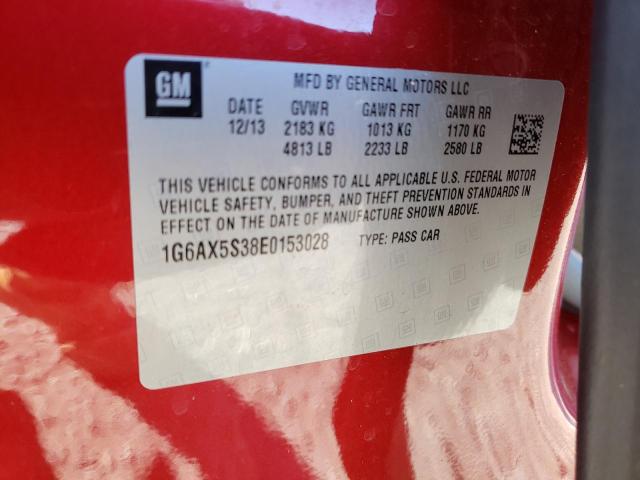 GM
MFD BY GENERAL MOTORS LLC
DATE GVWR GAWR FRT GAWR RR
12/13 2183 KG 1013 KG 1170 KG
4813 LB 2233 LB 2580 LB
THIS VEHICLE CONFORMS TO ALL APPLICABLE U.S. FEDERAL MOTOR
VEHICLE SAFETY, BUMPER, AND THEFT PREVENTION STANDARDS IN
EFFECT ON THE DATE OF MANUFACTURE SHOWN ABOVE.
1G6AX5S38E0153028 TYPE: PASS CAR